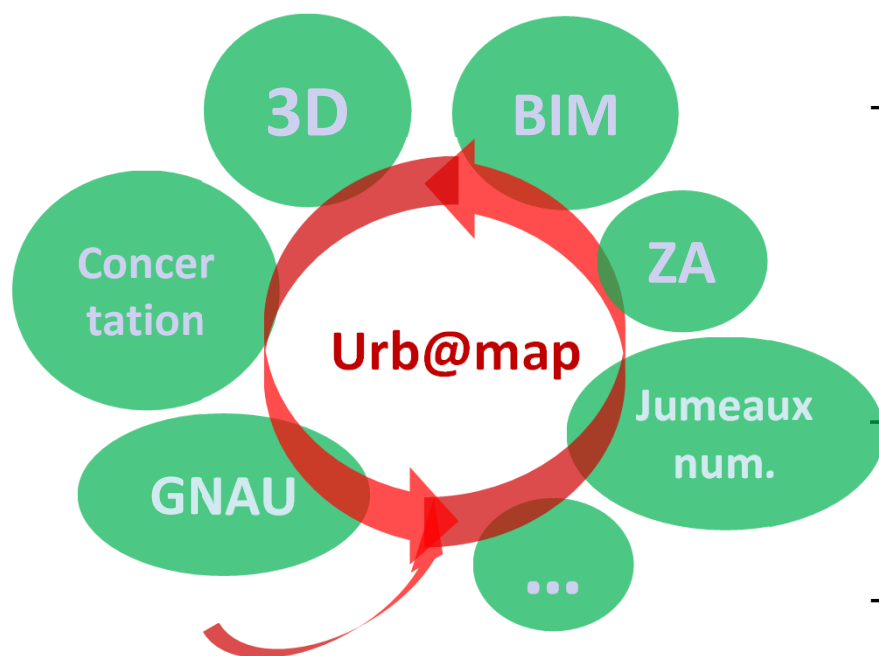 3D
BIM
Concer
tation
ZA
Urb@map
Jumeaux
num.
GNAU
...